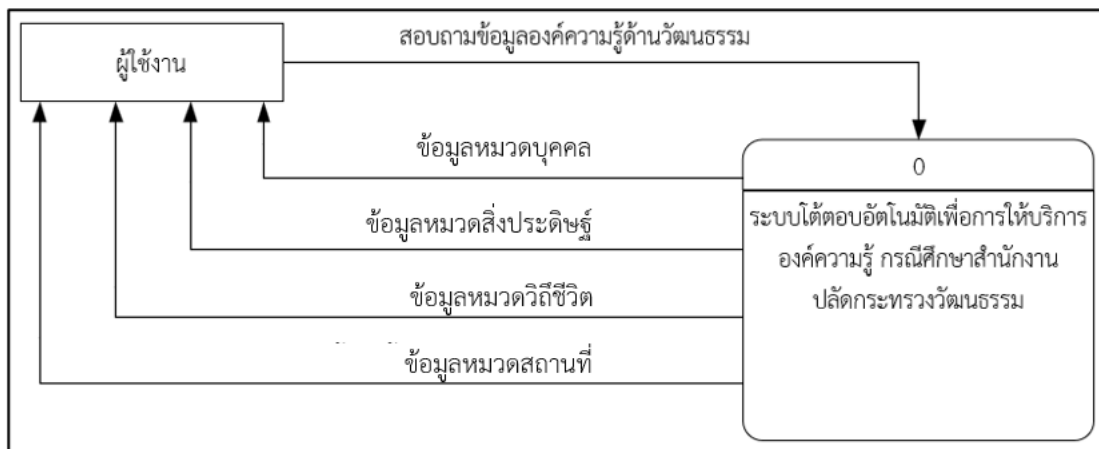 สอบถามข้อมูลองค์ความรู้ด้านวัฒนธรรม
ผู้ใช้งาน
ข้อมูลหมวดบุคคล
0
ข้อมูลหมวดสิ่งประดิษฐ์
ระบบโต้ตอบอัตโนมัติเพื่อการให้บริการ
องค์ความรู้ กรณีศึกษาสำนักงาน
ปลัดกระทรวงวัฒนธรรม
ข้อมูลหมวดวิถีชีวิต
ข้อมูลหมวดสถานที่